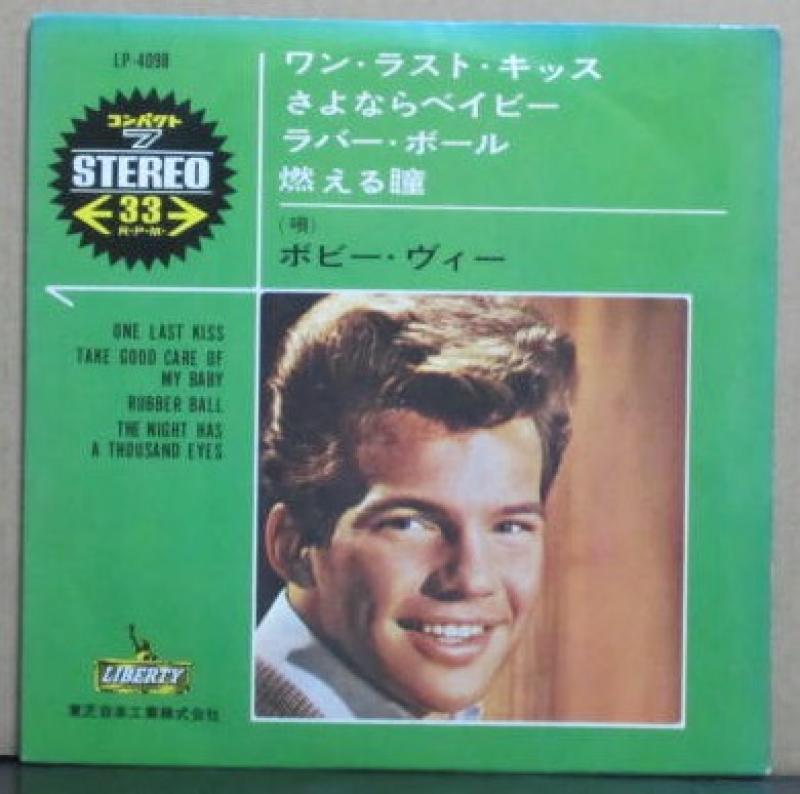 LP-4098
コンパクト
7
STEREO
33
R・P・M・
ワン・ラスト・キッス
さよならベイビー
ラバー・ボール
燃える瞳
(唄)
ボビー・ヴィー
ONE LAST KISS
TAKE GOOD CARE OF
MY BABY
RUBBER BALL
THE NIGHT HAS
A THOUSAND EYES
LIBERTY
東芝音楽工業株式会社